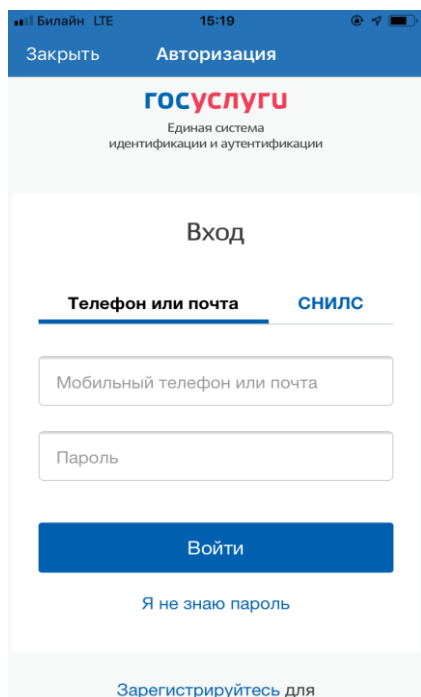 Билайн LTE 15:19
Закрыть Авторизация
госуслуги
Единая система
идентификации и аутентификации
Вход
Телефон или почта СНИЛС
Мобильный телефон или почта
Пароль
Войти
Я не знаю пароль
Зарегистрируйтесь для